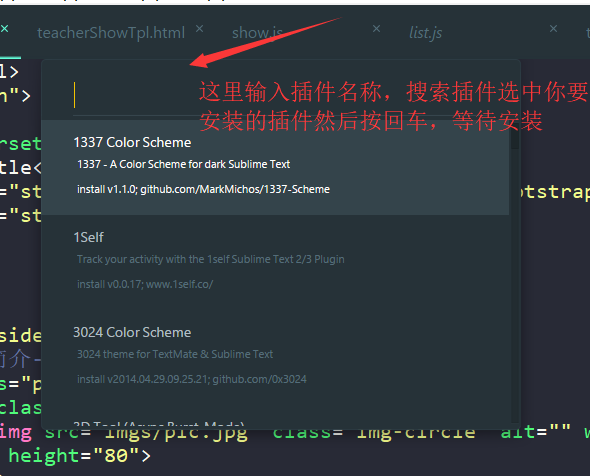 × teacherShowTpl.html × show.js × list.js ×
l>
n">
这里输入插件名称，搜索插件选中你要
安装的插件然后按回车，等待安装
rset
1337 Color Scheme
tle<
1337 - A Color Scheme for dark Sublime Text
="st
install v1.1.0; github.com/MarkMichos/1337-Scheme
otstrap
="st
1Self
Track your activity with the 1self Sublime Text 2/3 Plugin
install v0.0.17; www.1self.co/
3024 Color Scheme
side
3024 theme for TextMate & Sublime Text
简介-
install v2014.04.29.09.25.21; github.com/0x3024
s="p
clas
img src="imgs/pic.jpg" class="img-circle" alt="" w
height="80">